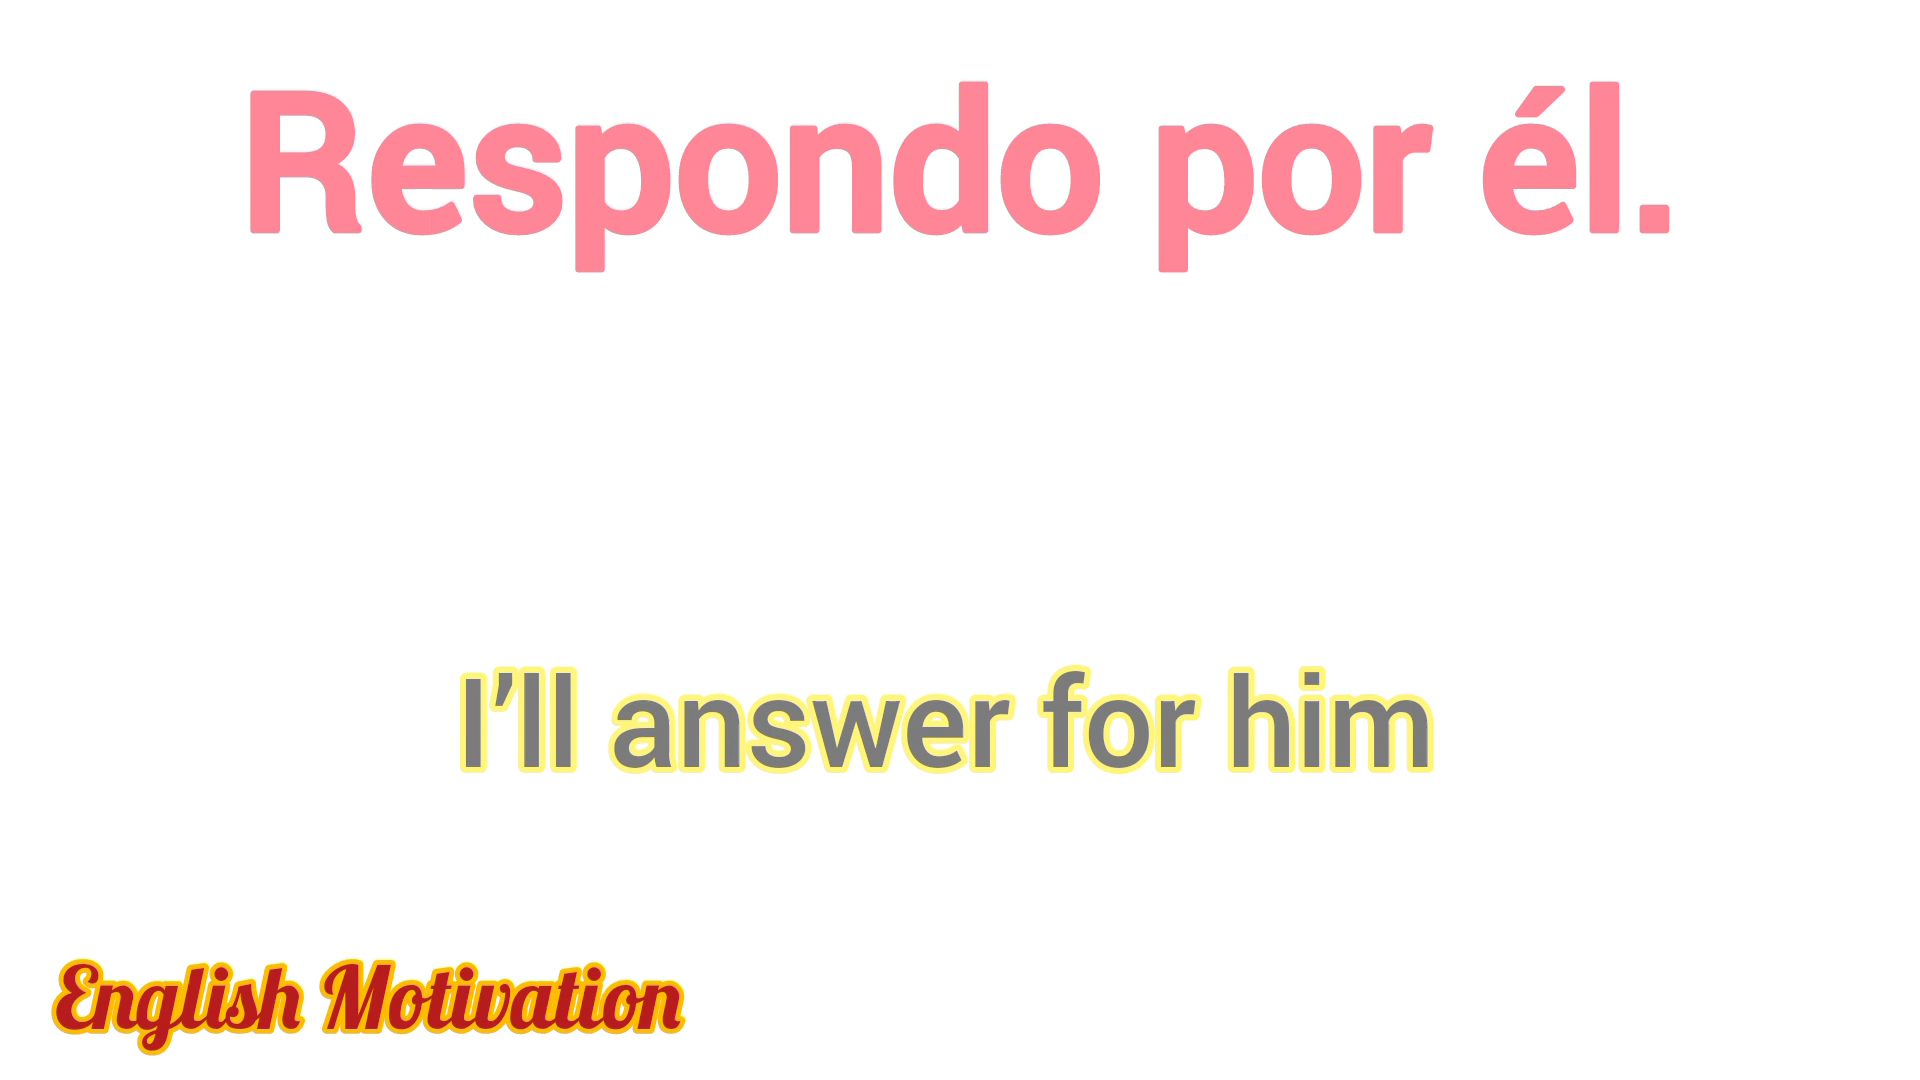 Respondo por él.
I’ll answer for him
English Motivation